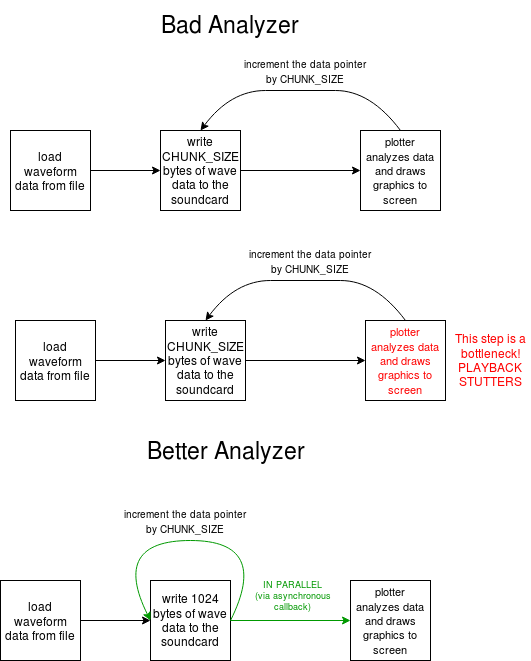 Bad Analyzer
increment the data pointer
by CHUNK_SIZE
load
waveform
data from file
write
CHUNK_SIZE
bytes of wave
data to the
soundcard
plotter
analyzes data
and draws
graphics to
screen
increment the data pointer
by CHUNK_SIZE
load
waveform
data from file
write
CHUNK_SIZE
bytes of wave
data to the
soundcard
plotter
analyzes data
and draws
graphics to
screen
This step is a
bottleneck!
PLAYBACK
STUTTERS
Better Analyzer
increment the data pointer
by CHUNK_SIZE
load
waveform
data from file
write 1024
bytes of wave
data to the
soundcard
IN PARALLEL
(via asynchronous
callback)
plotter
analyzes data
and draws
graphics to
screen